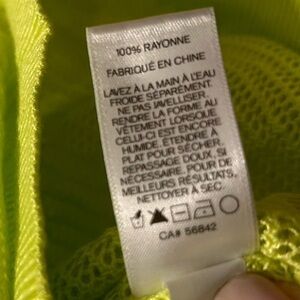 100% RAYONNE
FABRIQUÉ EN CHINE
LAVEZ À LA MAIN À L'EAU
FROIDE SÉPARÉMENT.
NE PAS JAVELLISER.
RENDRE LA FORME AU
VÊTEMENT LORSQUE
CELUI-CI EST ENCORE
HUMIDE. ÉTENDRE À
PLAT POUR SÉCHER.
REPASSAGE DOUX, SI
NÉCESSAIRE. POUR DE
MEILLEURS RÉSULTATS,
NETTOYER À SEC.
CA# 56842